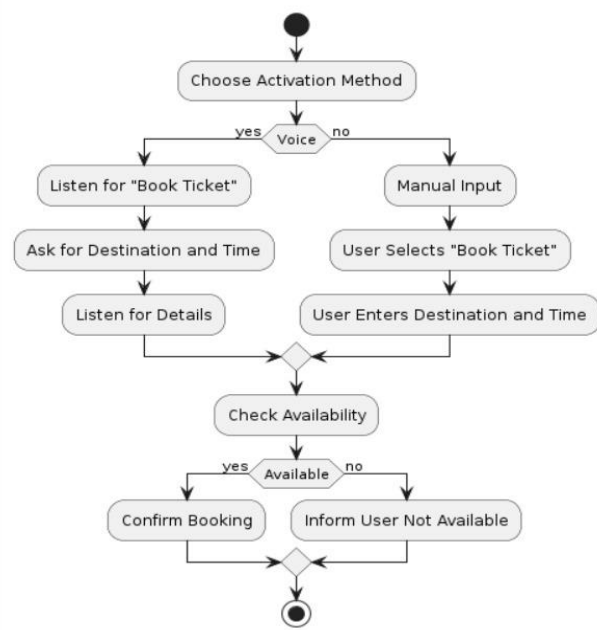 Choose Activation Method
yes
Voice
no
Listen for "Book Ticket"
Manual Input
Ask for Destination and Time
User Selects "Book Ticket"
Listen for Details
User Enters Destination and Time
Check Availability
yes
Available
no
Confirm Booking
Inform User Not Available